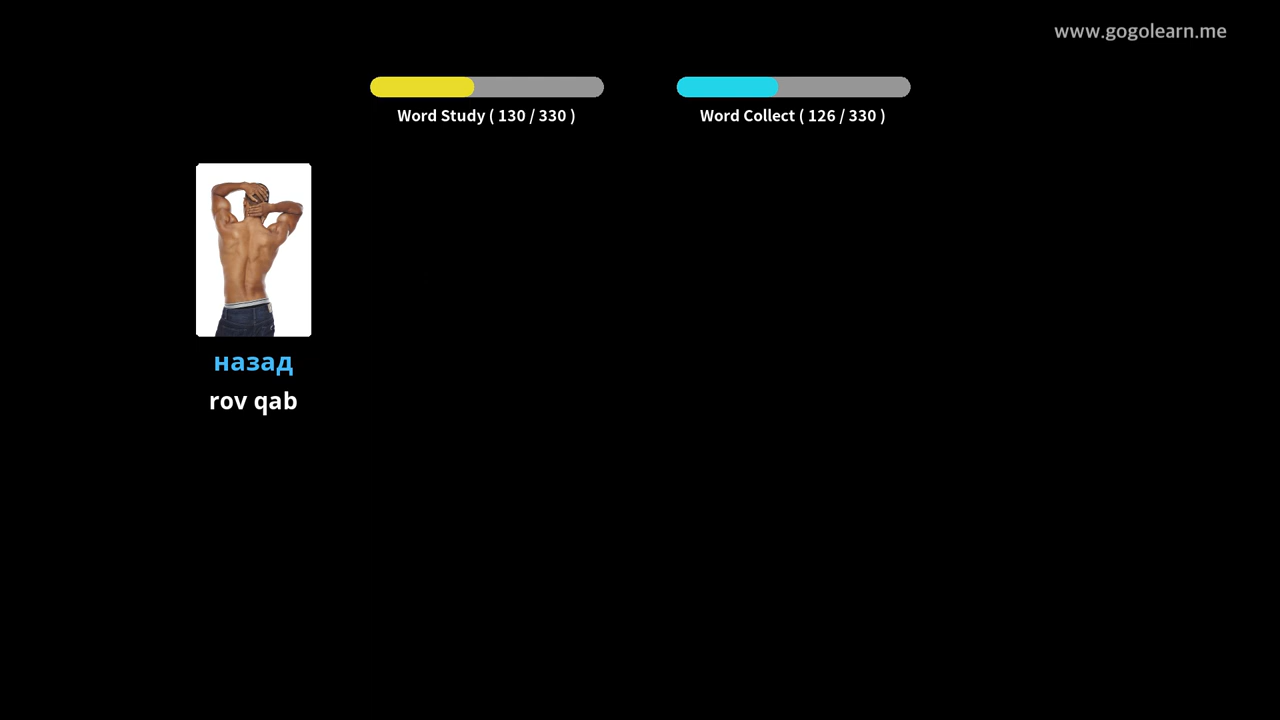 www.gogolearn.me
Word Study ( 130 / 330 )
Word Collect ( 126 / 330 )
назад
rov qab